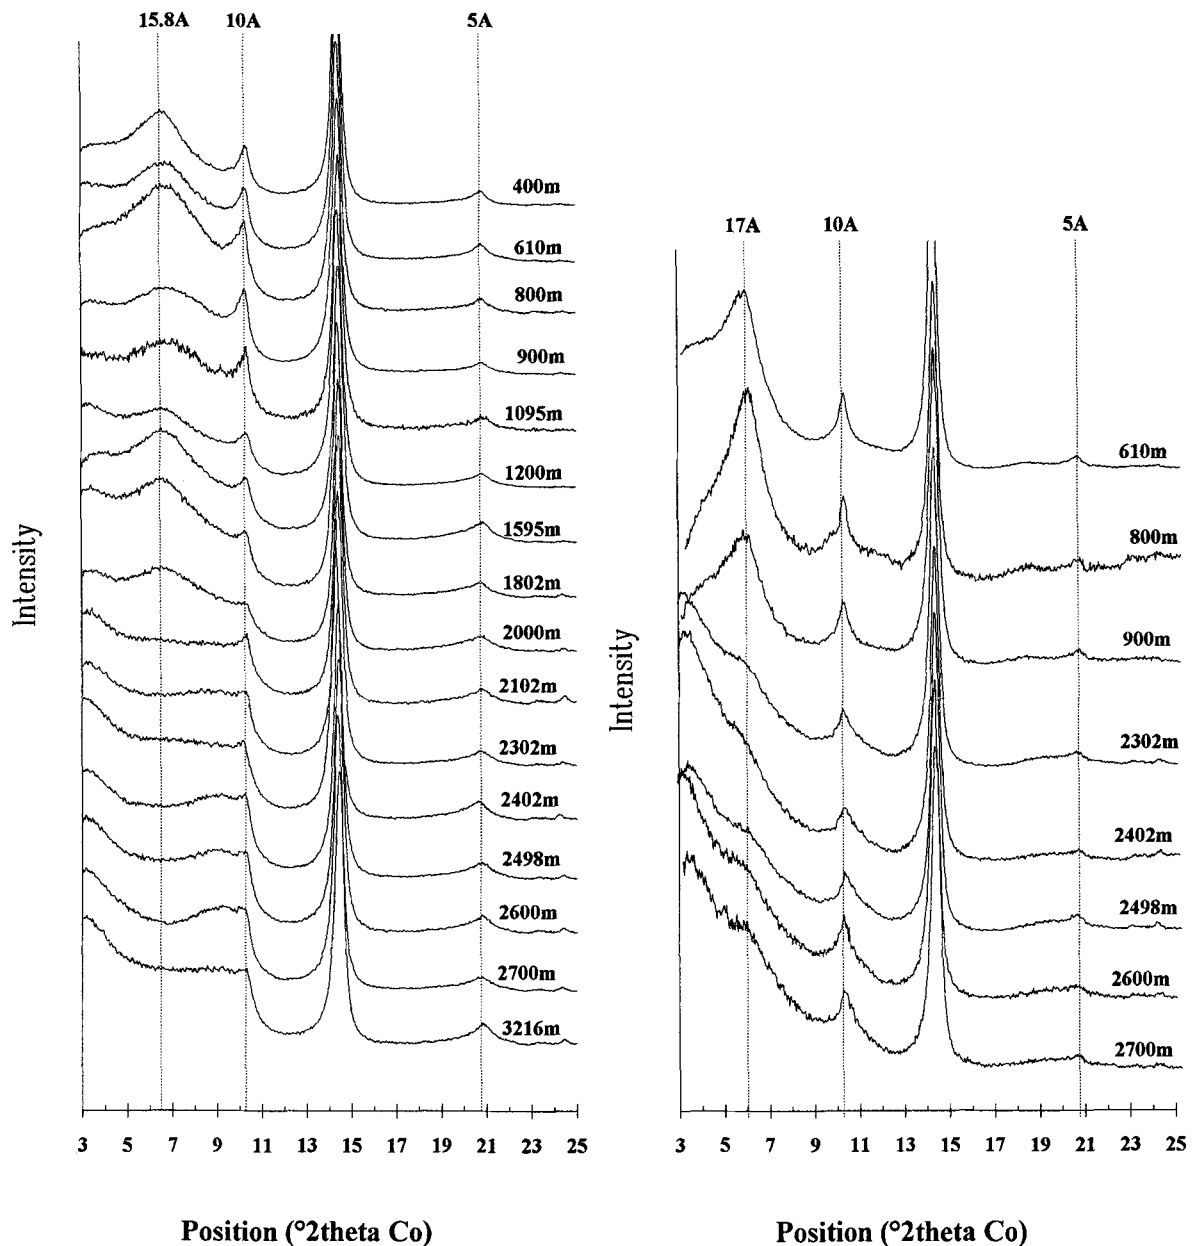 15.8A 10A 5A
400m
610m
800m
900m
1095m
1200m
1595m
1802m
2000m
2102m
2302m
2402m
2498m
2600m
2700m
3216m
Intensity
3 5 7 9 11 13 15 17 19 21 23 25
Position (°2theta Co)
17A 10A 5A
610m
800m
900m
2302m
2402m
2498m
2600m
2700m
Intensity
3 5 7 9 11 13 15 17 19 21 23 25
Position (°2theta Co)